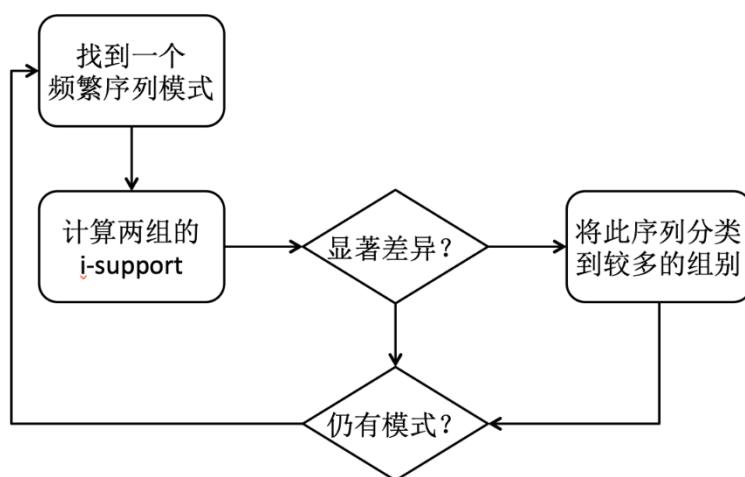 找到一个
频繁序列模式
计算两组的
i-support
显著差异？
将此序列分类
到较多的组别
仍有模式？